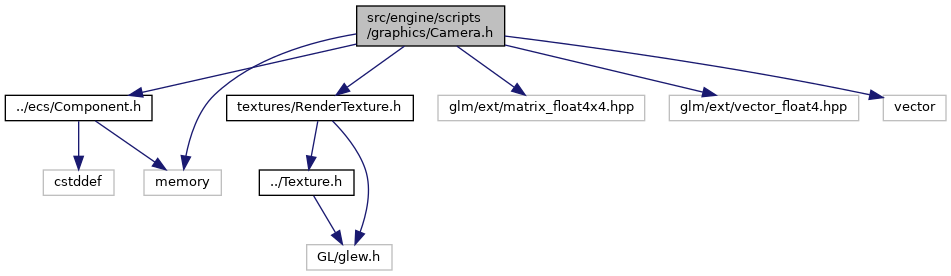 src/engine/scripts
/graphics/Camera.h
../ecs/Component.h
textures/RenderTexture.h
glm/ext/matrix_float4x4.hpp
glm/ext/vector_float4.hpp
vector
cstddef
memory
../Texture.h
GL/glew.h